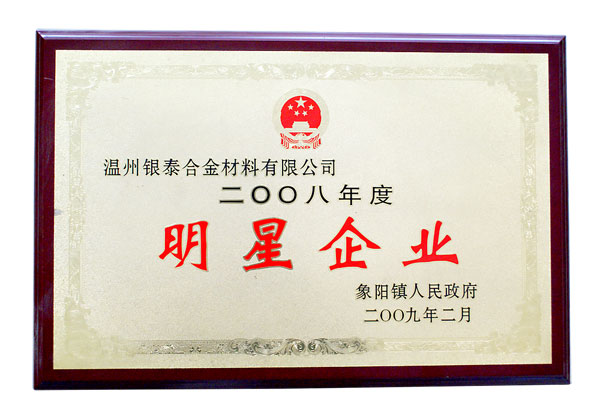 温州银泰合金材料有限公司
二〇〇八年度
明星企业
象阳镇人民政府
二〇〇九年二月